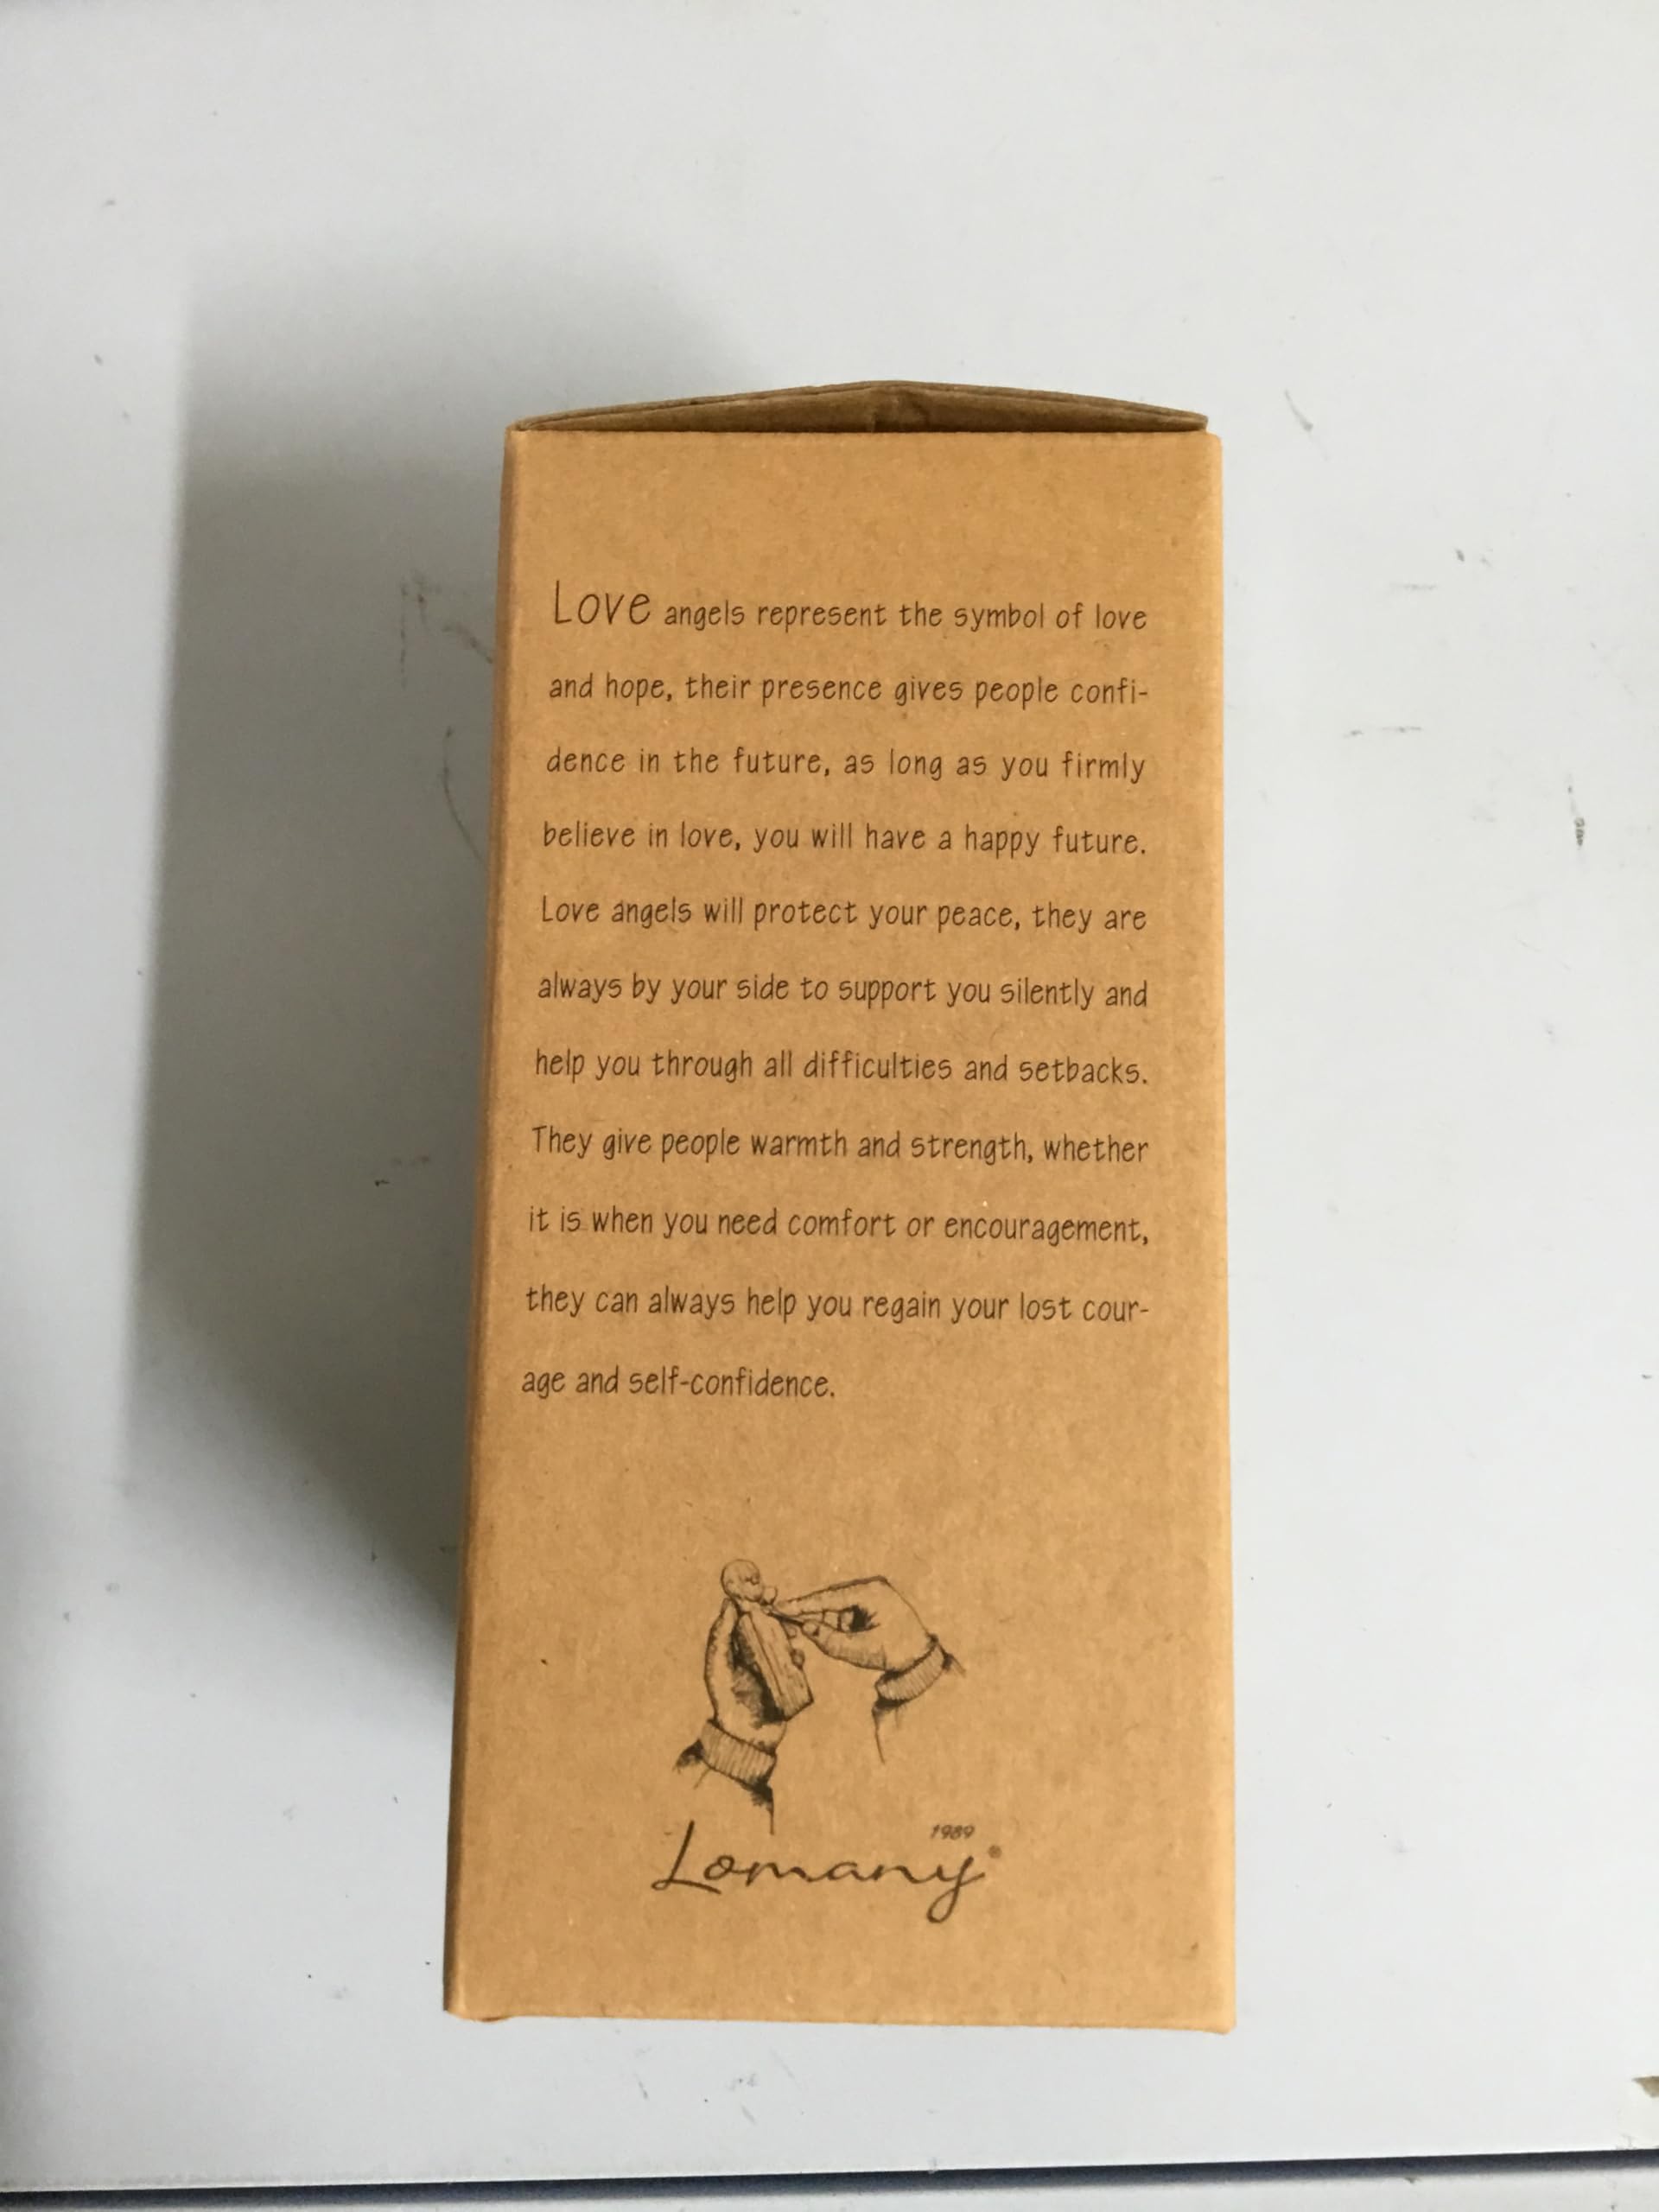 Love angels represent the symbol of love
and hope, their presence gives people confi-
dence in the future, as long as you firmly
believe in love, you will have a happy future.
Love angels will protect your peace, they are
always by your side to support you silently and
help you through all difficulties and setbacks.
They give people warmth and strength, whether
it is when you need comfort or encouragement,
they can always help you regain your lost cour-
age and self-confidence.
1989
Lomany